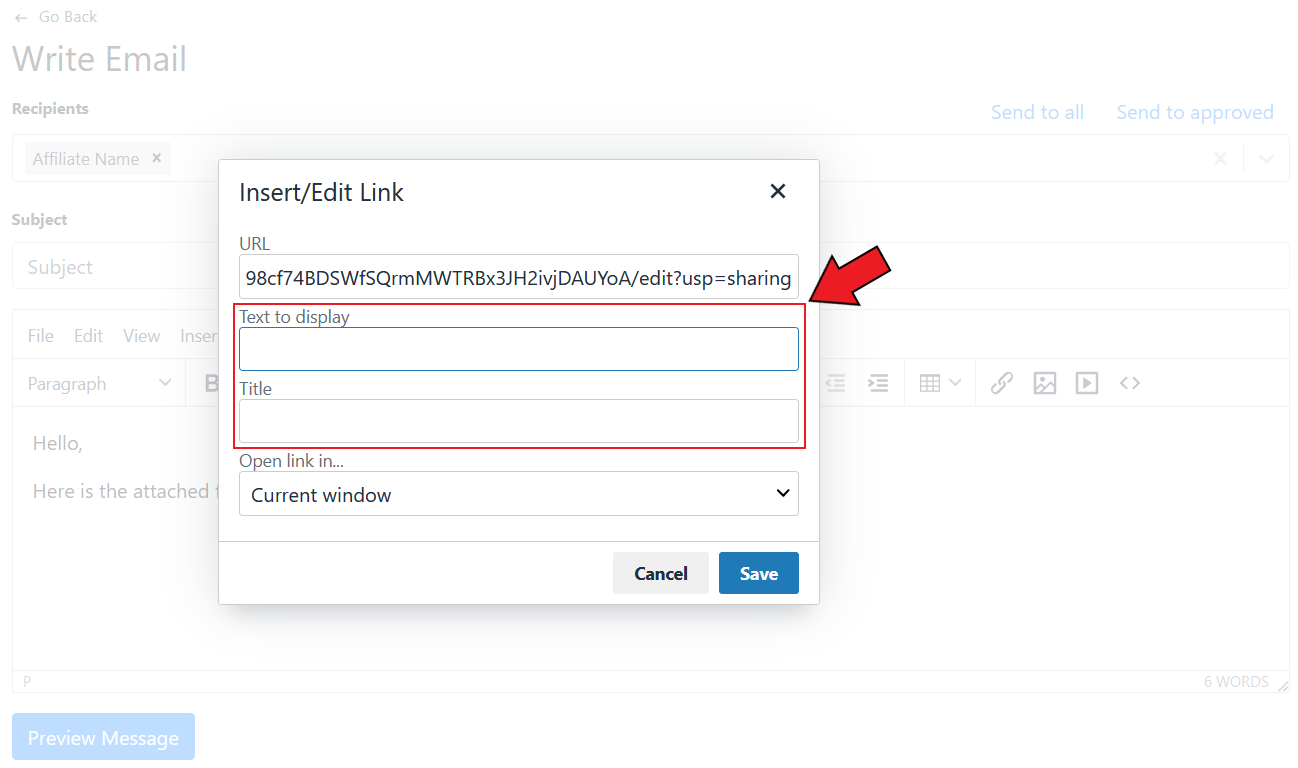 ← Go Back
Write Email
Recipients
Send to all
Send to approved
Affiliate Name ×
Subject
Subject
File Edit View
Paragraph
B
Hello,
Here is the attached
Insert/Edit Link
URL
98cf74BDSWfSQrmMWTRBx3JH2ivjDAUYoA/edit?usp=sharing
Text to display
Title
Open link in...
Current window
Cancel
Save
P
6 WORDS
Preview Message